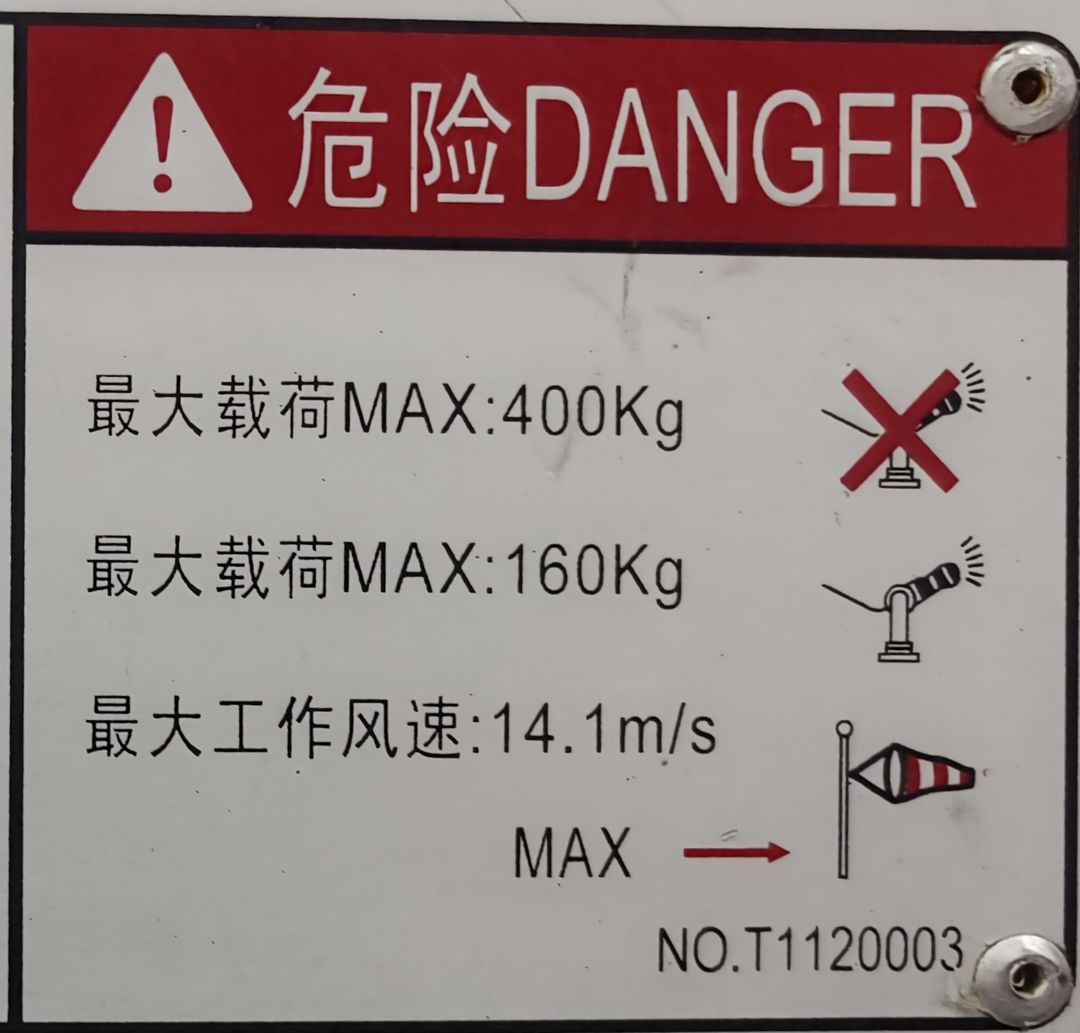 危险DANGER
最大载荷MAX:400Kg
最大载荷MAX:160Kg
最大工作风速:14.1m/s
MAX
NO.T1120003